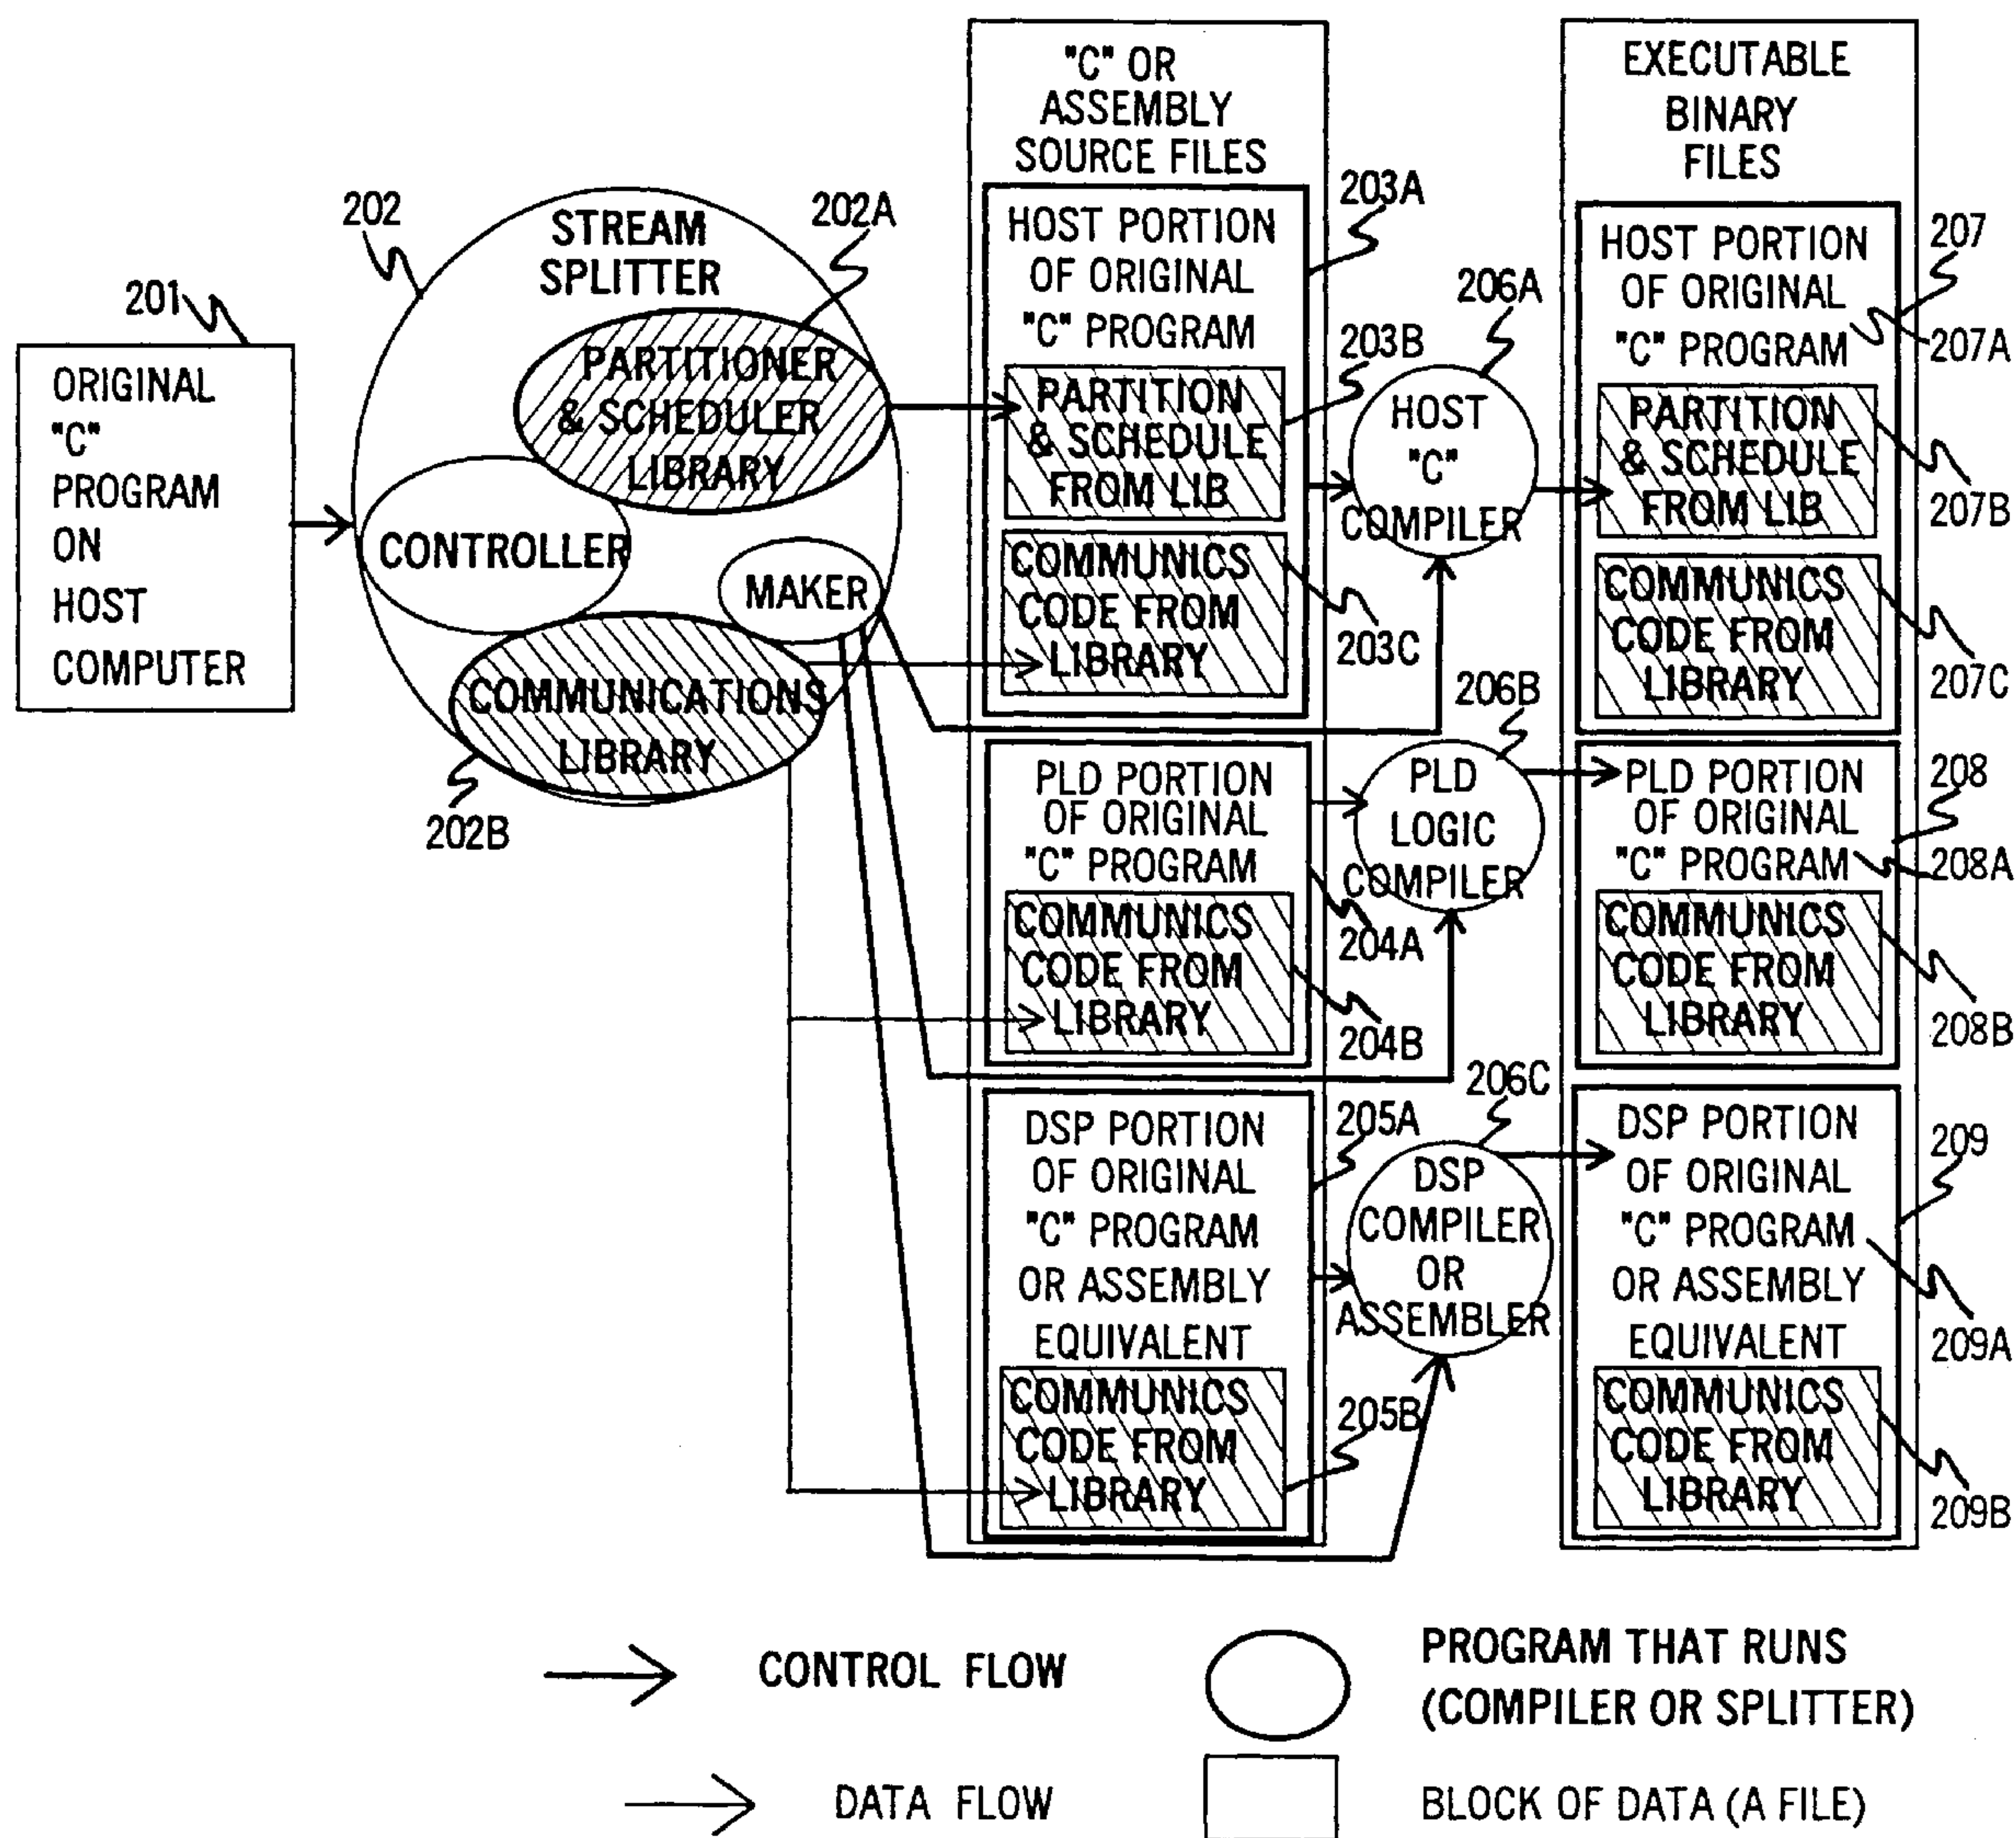 201
ORIGINAL
"C"
PROGRAM
ON
HOST
COMPUTER
202
STREAM
SPLITTER
202A
PARTITIONER
& SCHEDULER
LIBRARY
CONTROLLER
MAKER
COMMUNICATIONS
LIBRARY
202B
"C" OR
ASSEMBLY
SOURCE FILES
203A
HOST PORTION
OF ORIGINAL
"C" PROGRAM
203B
PARTITION
& SCHEDULE
FROM LIB
COMMUNICS
CODE FROM
LIBRARY
203C
PLD PORTION
OF ORIGINAL
"C" PROGRAM
204A
COMMUNICS
CODE FROM
LIBRARY
204B
DSP PORTION
OF ORIGINAL
"C" PROGRAM
OR ASSEMBLY
EQUIVALENT
205A
COMMUNICS
CODE FROM
LIBRARY
205B
206A
HOST
"C"
COMPILER
206B
PLD
LOGIC
COMPILER
206C
DSP
COMPILER
OR
ASSEMBLER
EXECUTABLE
BINARY
FILES
207
HOST PORTION
OF ORIGINAL
"C" PROGRAM
207A
PARTITION
& SCHEDULE
FROM LIB
207B
COMMUNICS
CODE FROM
LIBRARY
207C
PLD PORTION
OF ORIGINAL
"C" PROGRAM
208
208A
COMMUNICS
CODE FROM
LIBRARY
208B
DSP PORTION
OF ORIGINAL
"C" PROGRAM
OR ASSEMBLY
EQUIVALENT
209
209A
COMMUNICS
CODE FROM
LIBRARY
209B
CONTROL FLOW
PROGRAM THAT RUNS
(COMPILER OR SPLITTER)
DATA FLOW
BLOCK OF DATA (A FILE)